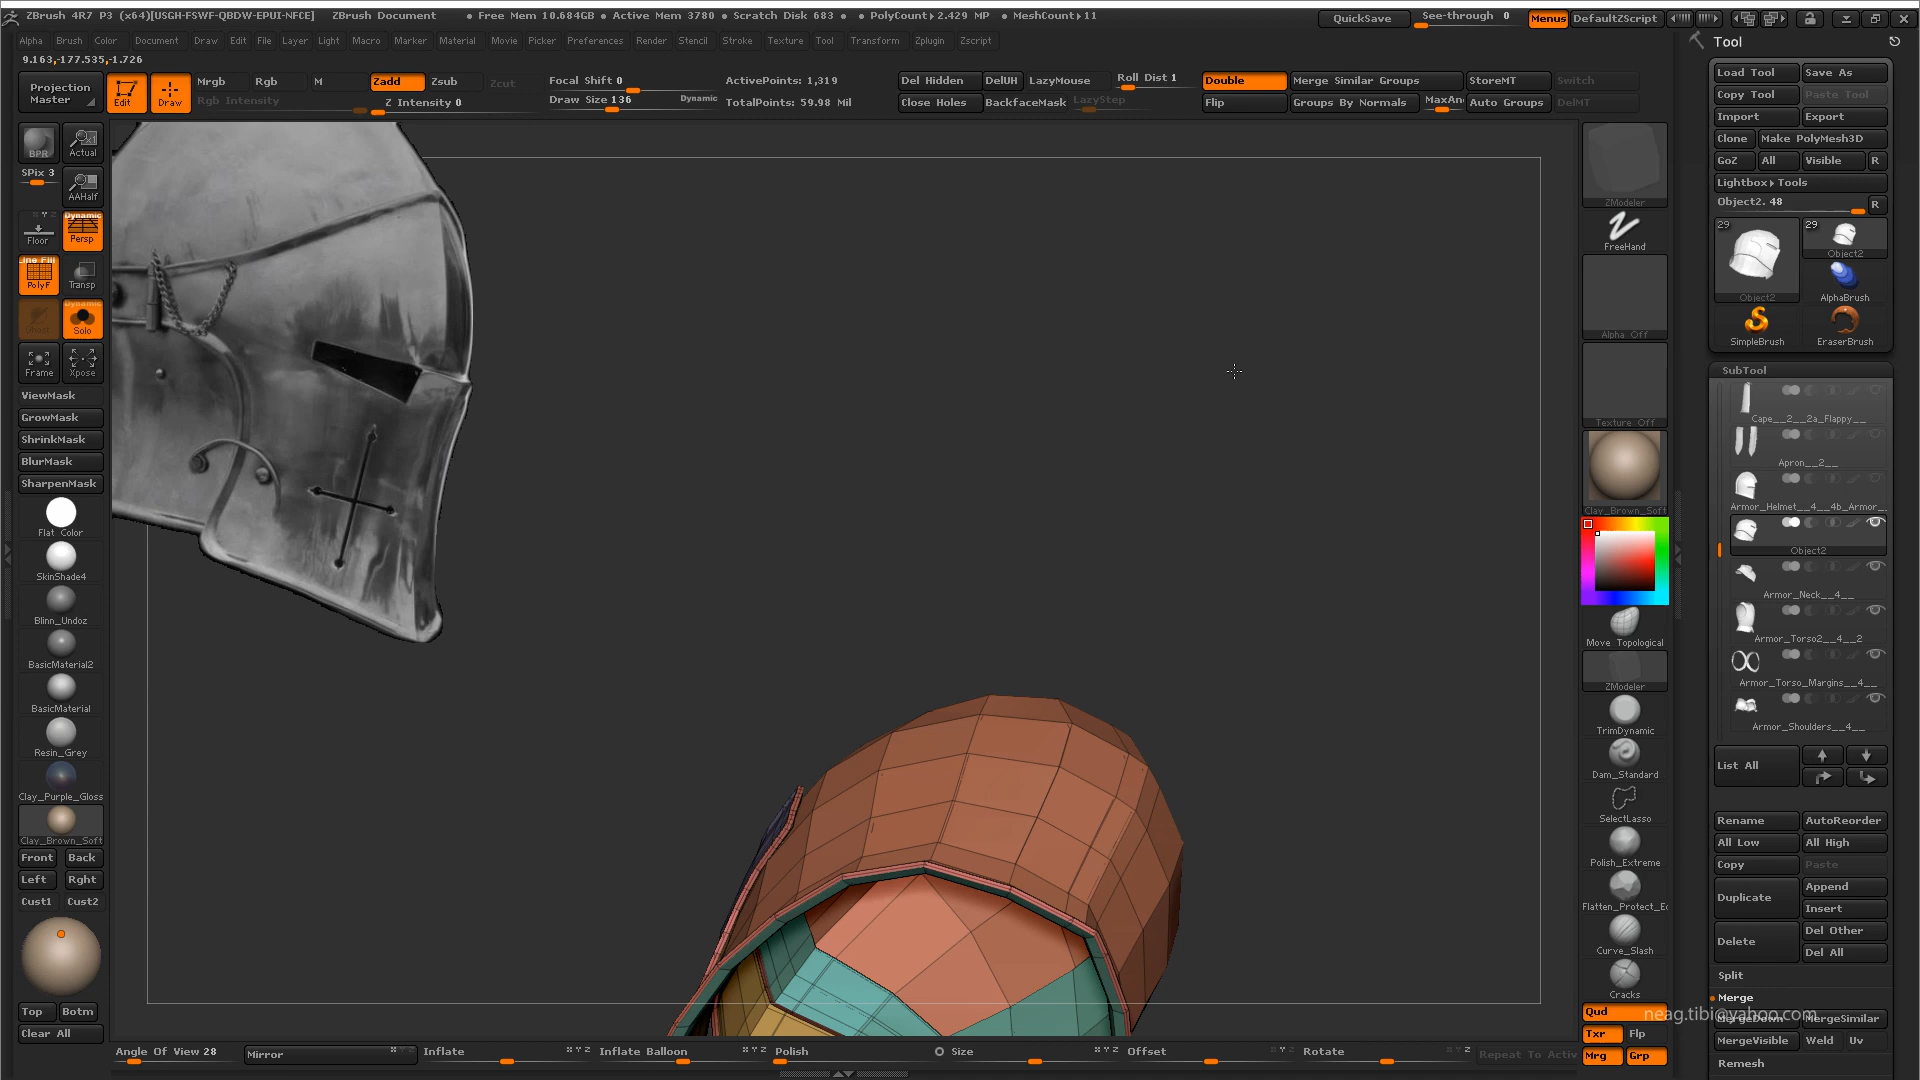 ZBrush 4R7 P3 (x64)[USGH-FSWF-QBDW-EPUI-NFCE] ZBrush Document • Free Mem 10.684GB • Active Mem 3780 • Scratch Disk 683 • • PolyCount▸2.429 MP • MeshCount▸11 QuickSave See-through 0 Menus DefaultZScript
Alpha Brush Color Document Draw Edit File Layer Light Macro Marker Material Movie Picker Preferences Render Stencil Stroke Texture Tool Transform Zplugin Zscript
9.163,-177.535,-1.726
Projection Master
Edit
Draw
Mrgb Rgb M Zadd Zsub Zcut
Rgb Intensity Z Intensity 0
Focal Shift 0
Draw Size 136 Dynamic
ActivePoints: 1,319
TotalPoints: 59.98 Mil
Del Hidden DelUH LazyMouse Roll Dist 1
Close Holes BackfaceMask LazyStep
Double Merge Similar Groups StoreMT Switch
Flip Groups By Normals MaxAn Auto Groups DelMT
BPR Actual
SPix 3 AAHalf
Floor Dynamic Persp
Line Fill PolyF Transp
Ghost Dynamic Solo
Frame Xpose
ViewMask
GrowMask
ShrinkMask
BlurMask
SharpenMask
Flat Color
SkinShade4
Blinn_Undoz
BasicMaterial2
BasicMaterial
Resin_Grey
Clay_Purple_Gloss
Clay_Brown_Soft
Front Back
Left Rght
Cust1 Cust2
Top Botm
Clear All
Angle Of View 28 Mirror Inflate Inflate Balloon Polish Size Offset Rotate Repeat To Activ
ZModeler
FreeHand
Alpha Off
Texture Off
Clay_Brown_Soft
Move Topological
ZModeler
TrimDynamic
Dam_Standard
SelectLasso
Polish_Extreme
Flatten_Protect_Ed
Curve_Slash
Cracks
Qud
Txr Flp
Mrg Grp
Tool
Load Tool Save As
Copy Tool Paste Tool
Import Export
Clone Make PolyMesh3D
GoZ All Visible R
Lightbox▸Tools
Object2. 48 R
29 29
Object2
Object2 AlphaBrush
SimpleBrush EraserBrush
SubTool
Cape__2__2a_Flappy__
Apron__2__
Armor_Helmet__4__4b_Armor_
Object2
Armor_Neck__4__
Armor_Torso2__4__2
Armor_Torso_Margins__4__
Armor_Shoulders__4__
List All
Rename AutoReorder
All Low All High
Copy Paste
Duplicate Append
Insert
Delete Del Other
Del All
Split
Merge
MergeDown MergeSimilar
neag.tibi@yahoo.com
MergeVisible Weld Uv
Remesh